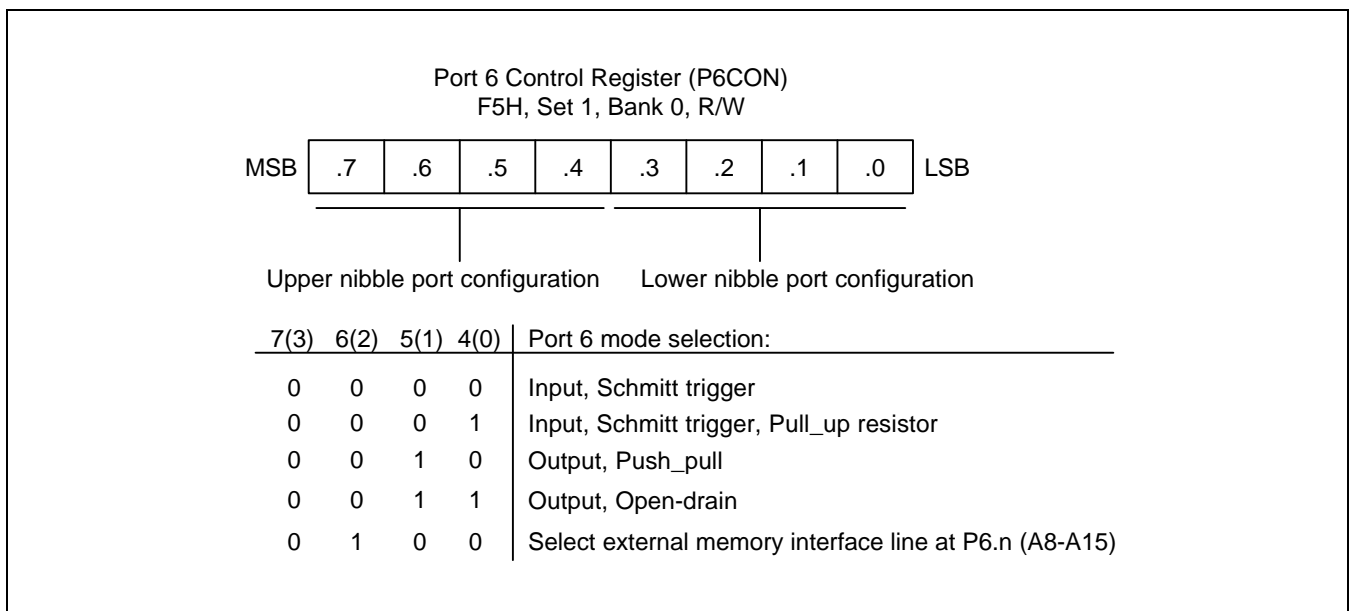 Port 6 Control Register (P6CON)
F5H, Set 1, Bank 0, R/W
MSB .7 .6 .5 .4 .3 .2 .1 .0 LSB
Upper nibble port configuration Lower nibble port configuration
7(3) 6(2) 5(1) 4(0) Port 6 mode selection:
0 0 0 0 Input, Schmitt trigger
0 0 0 1 Input, Schmitt trigger, Pull_up resistor
0 0 1 0 Output, Push_pull
0 0 1 1 Output, Open-drain
0 1 0 0 Select external memory interface line at P6.n (A8-A15)